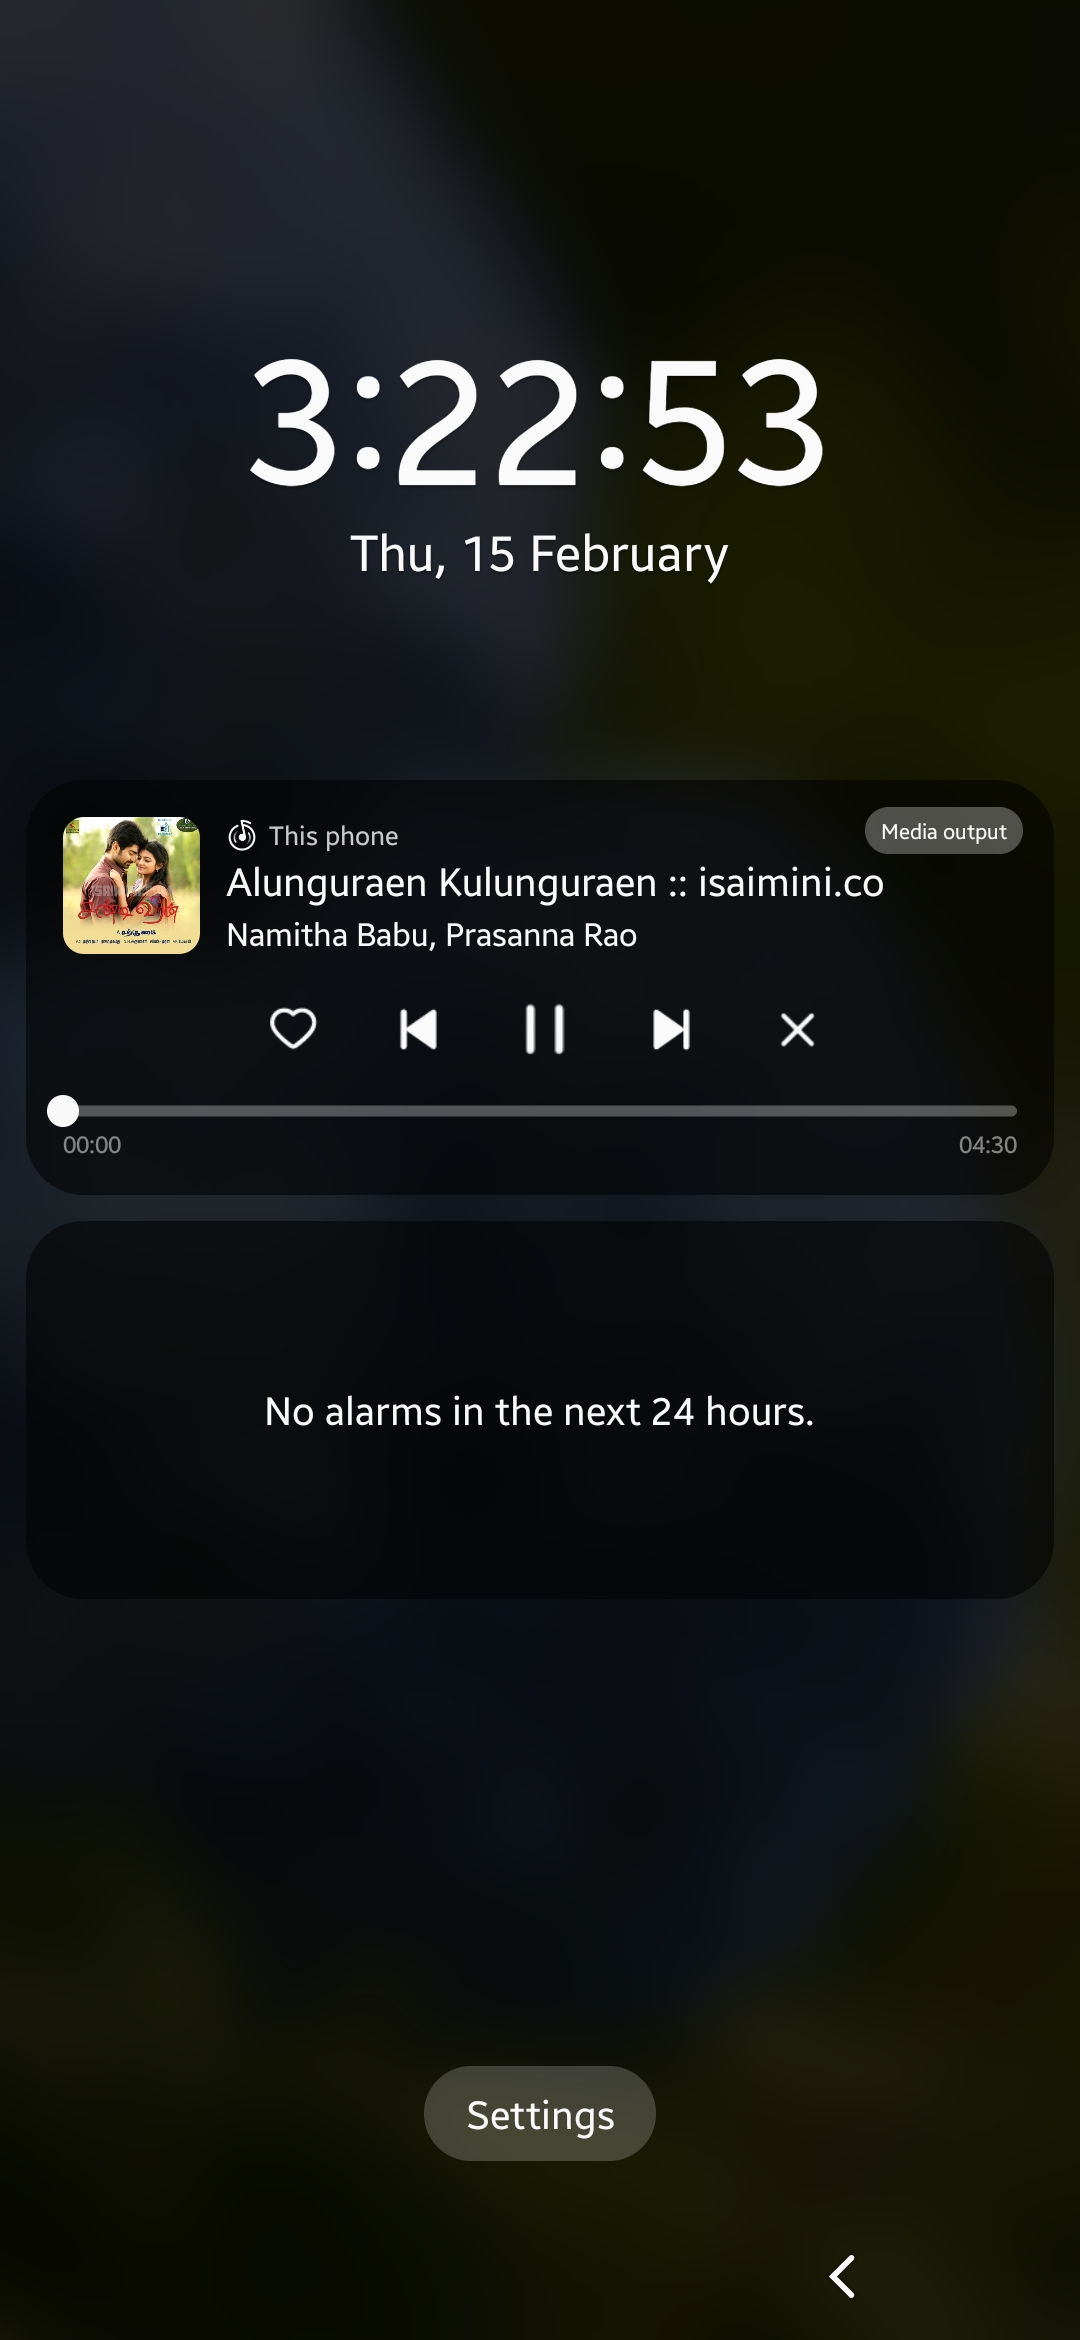 3:22:53
Thu, 15 February
This phone
Media output
Alunguraen Kulunguraen :: isaimini.co
Namitha Babu, Prasanna Rao
00:00
04:30
No alarms in the next 24 hours.
Settings